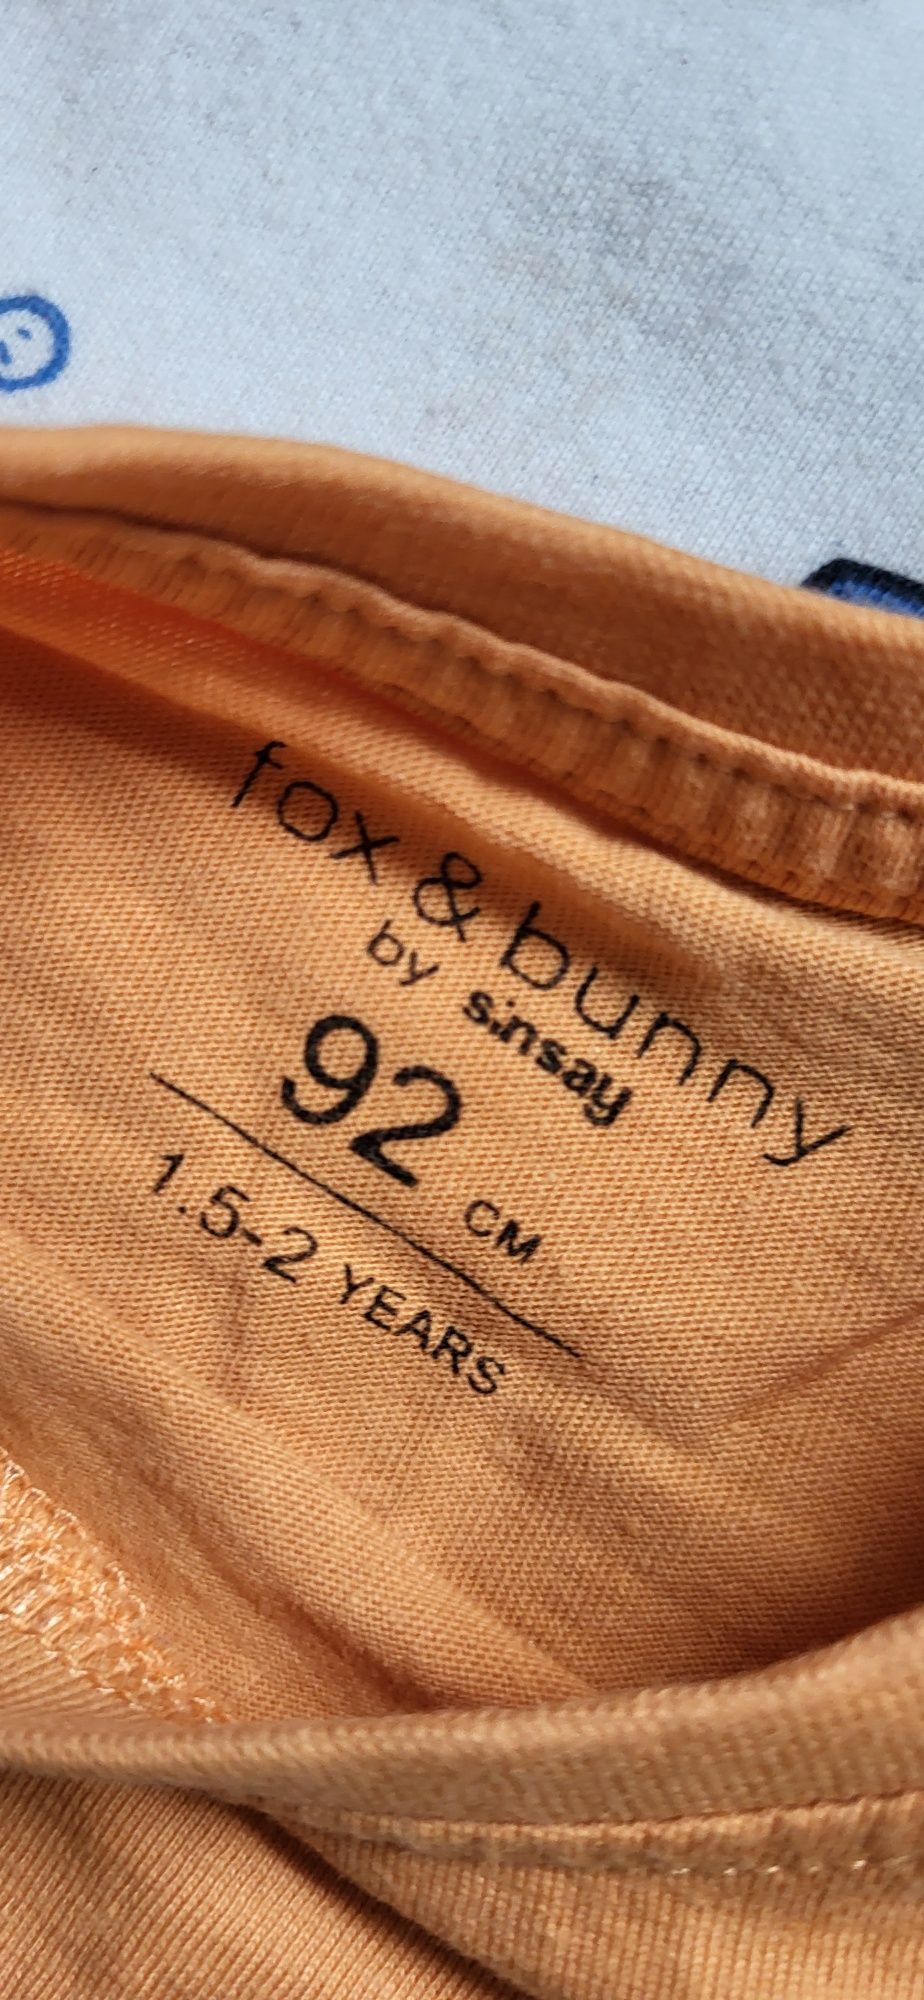 fox & bunny
by sinsay
92 CM
1.5-2 YEARS